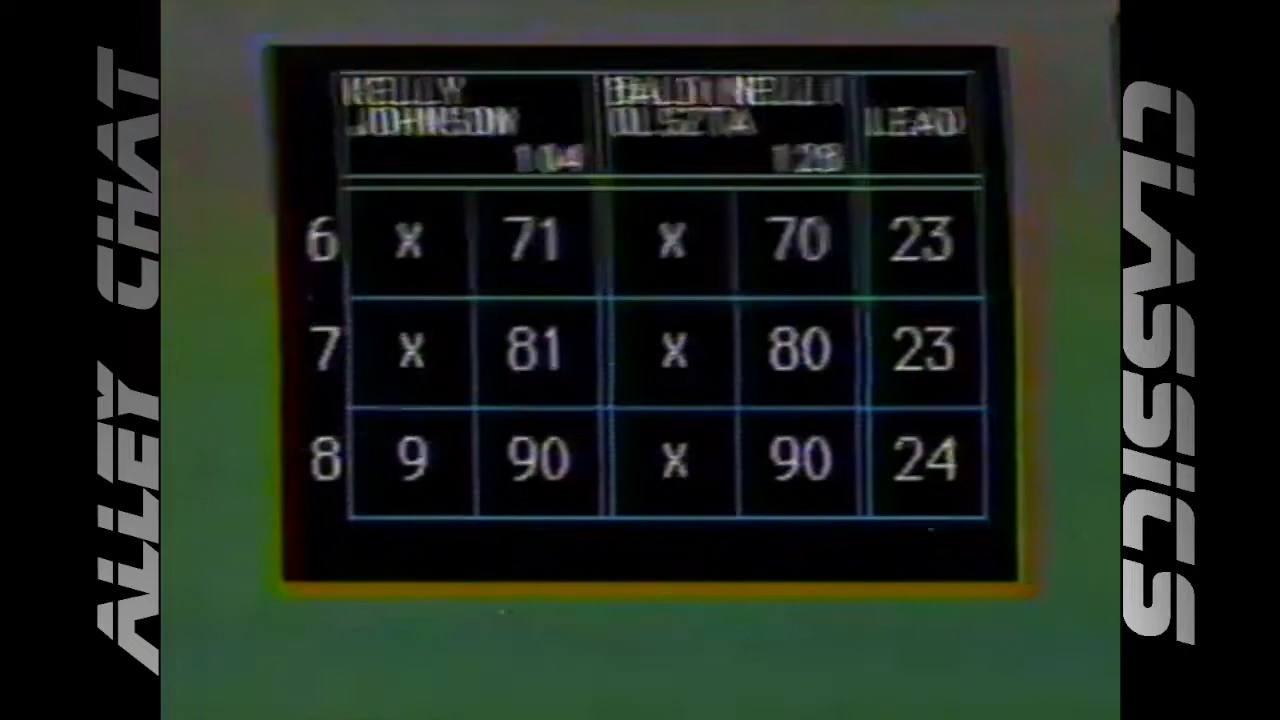 ALLEY CHAT
KELLY
JOHNSON
104
BALDINELLI
OLSZTA
128
LEAD
6 X 71 X 70 23
7 X 81 X 80 23
8 9 90 X 90 24
CLASSICS